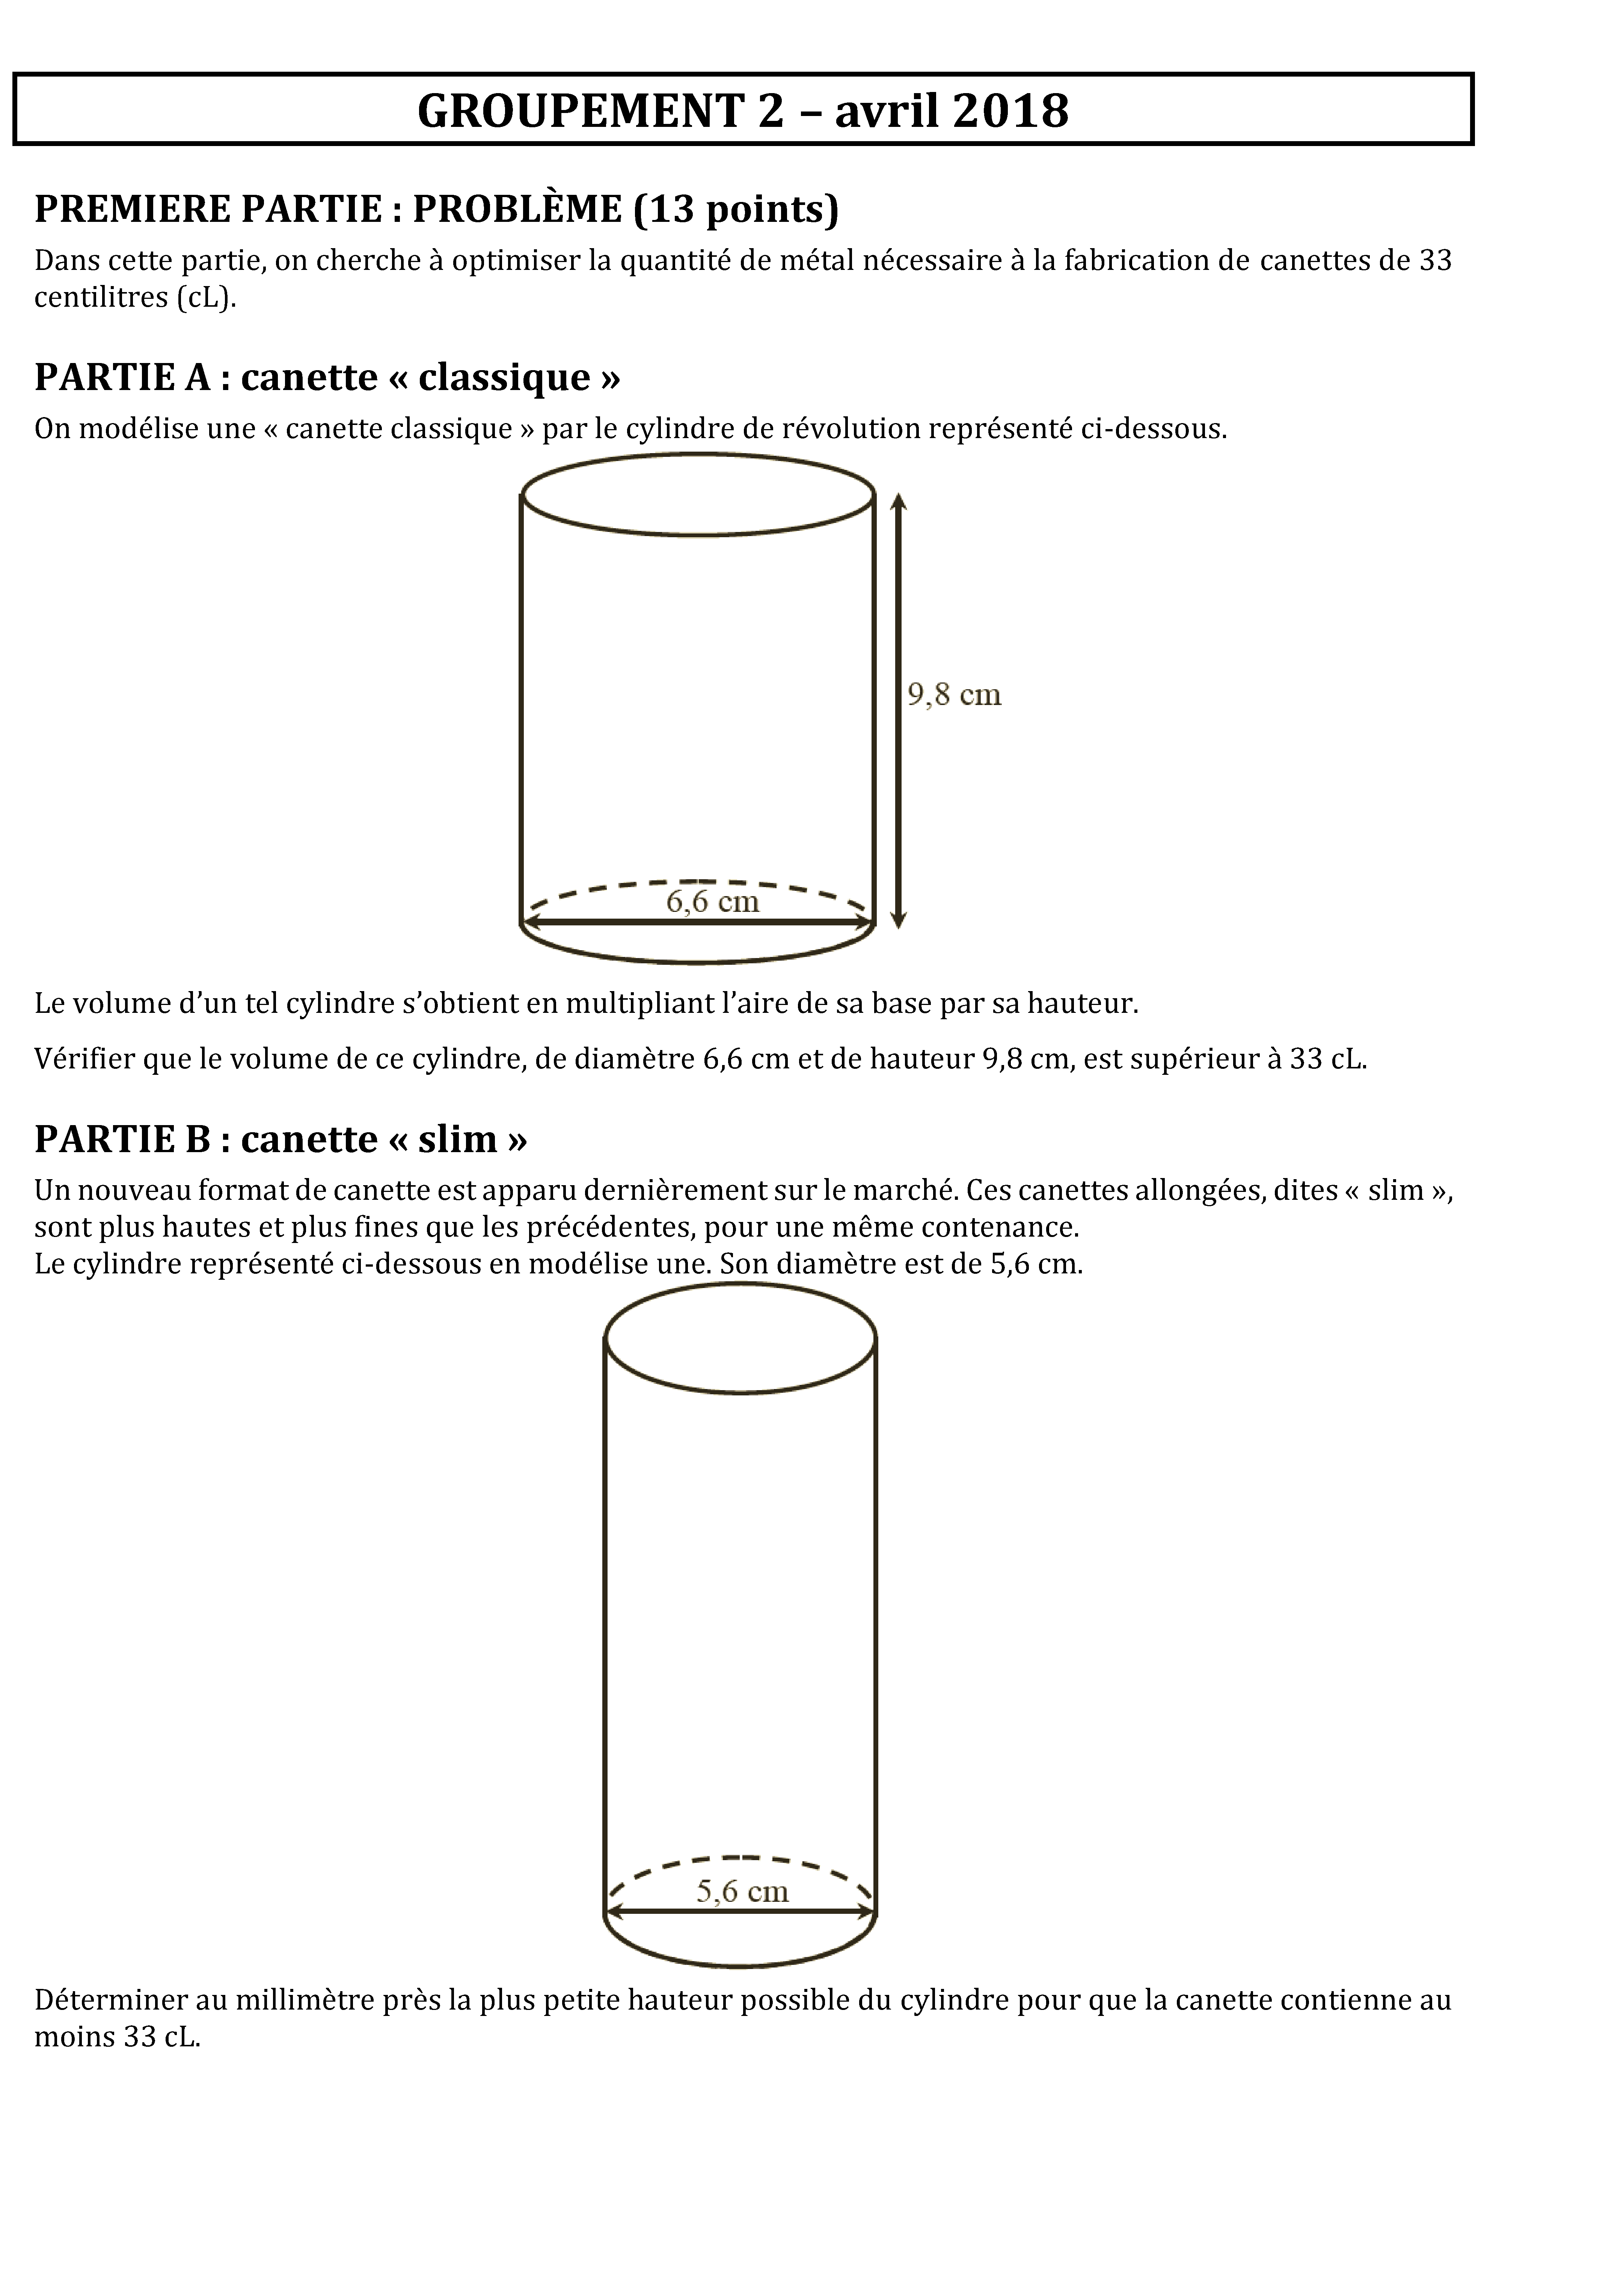 GROUPEMENT 2 – avril 2018
PREMIERE PARTIE : PROBLÈME (13 points)
Dans cette partie, on cherche à optimiser la quantité de métal nécessaire à la fabrication de canettes de 33
centilitres (cL).
PARTIE A : canette « classique »
On modélise une « canette classique » par le cylindre de révolution représenté ci-dessous.
9,8 cm
6,6 cm
Le volume d’un tel cylindre s’obtient en multipliant l’aire de sa base par sa hauteur.
Vérifier que le volume de ce cylindre, de diamètre 6,6 cm et de hauteur 9,8 cm, est supérieur à 33 cL.
PARTIE B : canette « slim »
Un nouveau format de canette est apparu dernièrement sur le marché. Ces canettes allongées, dites « slim »,
sont plus hautes et plus fines que les précédentes, pour une même contenance.
Le cylindre représenté ci-dessous en modélise une. Son diamètre est de 5,6 cm.
5,6 cm
Déterminer au millimètre près la plus petite hauteur possible du cylindre pour que la canette contienne au
moins 33 cL.